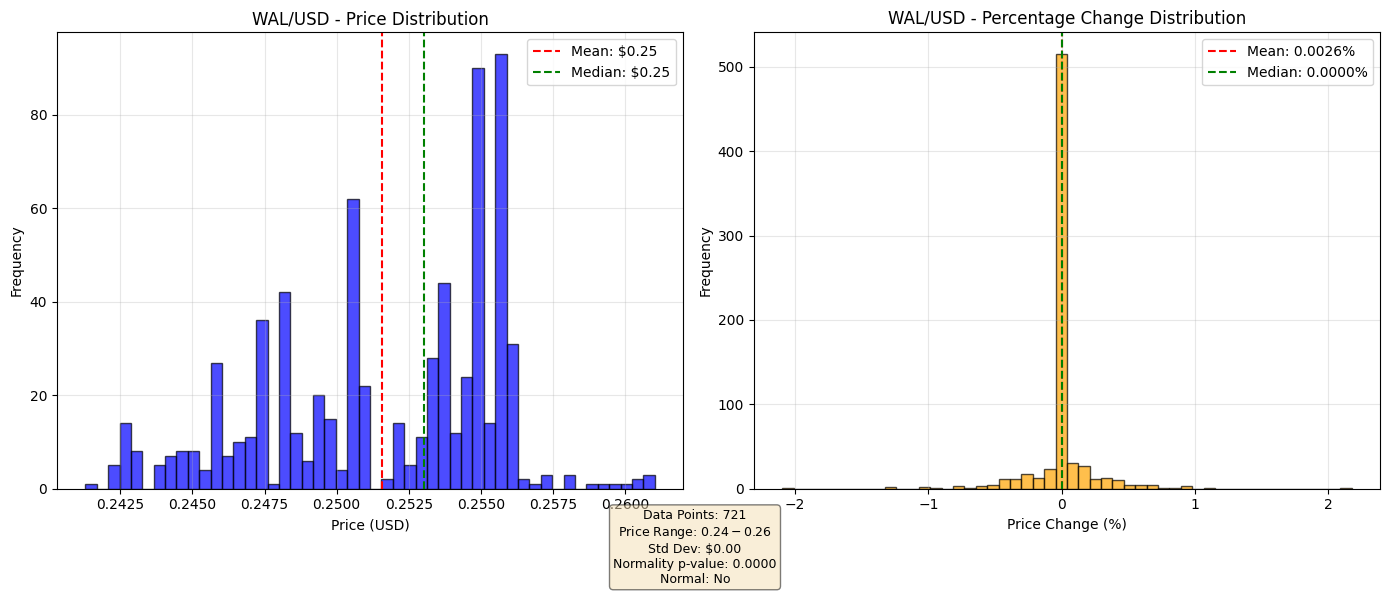 WAL/USD - Price Distribution
Mean: $0.25
Median: $0.25
Frequency
80
60
40
20
0
0.2425 0.2450 0.2475 0.2500 0.2525 0.2550 0.2575 0.2600
Price (USD)
WAL/USD - Percentage Change Distribution
Mean: 0.0026%
Median: 0.0000%
Frequency
500
400
300
200
100
0
−2 −1 0 1 2
Price Change (%)
Data Points: 721
Price Range: 0.24 − 0.26
Std Dev: $0.00
Normality p-value: 0.0000
Normal: No